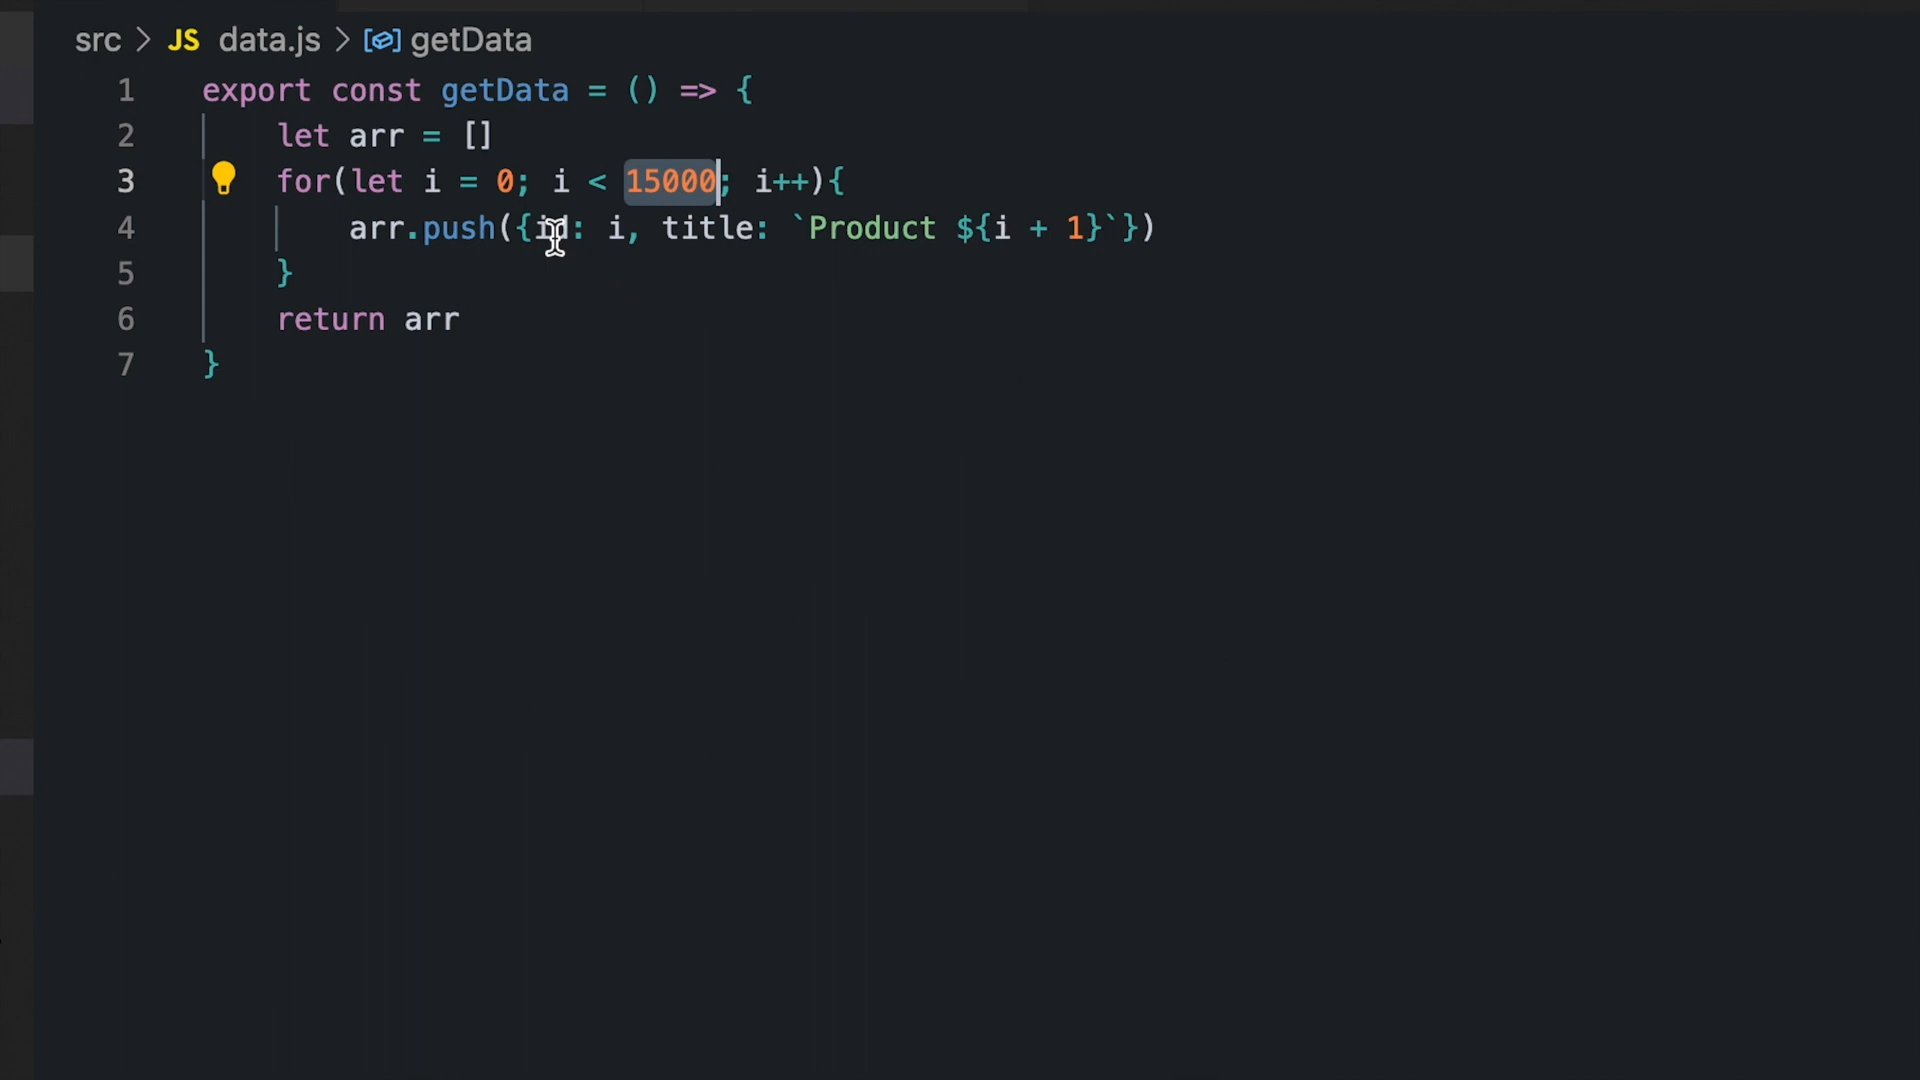 src > JS data.js > getData
1 export const getData = () => {
2 let arr = []
3 for(let i = 0; i < 15000; i++){
4 arr.push({id: i, title: `Product ${i + 1}`})
5 }
6 return arr
7 }